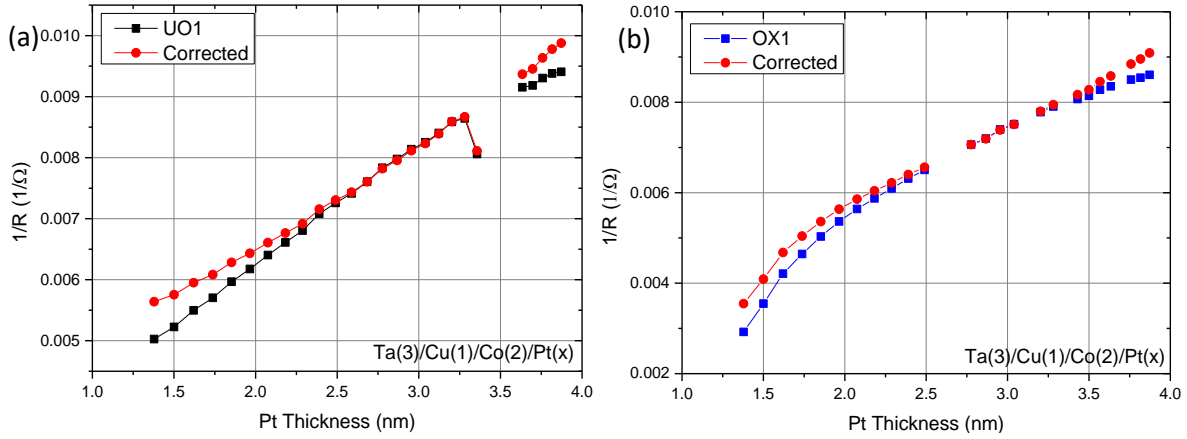 (a)
UO1
Corrected
0.010
0.009
0.008
0.007
0.006
0.005
1/R (1/Ω)
Ta(3)/Cu(1)/Co(2)/Pt(x)
1.0 1.5 2.0 2.5 3.0 3.5 4.0
Pt Thickness (nm)
(b)
OX1
Corrected
0.010
0.008
0.006
0.004
0.002
1/R (1/Ω)
Ta(3)/Cu(1)/Co(2)/Pt(x)
1.0 1.5 2.0 2.5 3.0 3.5 4.0
Pt Thickness (nm)